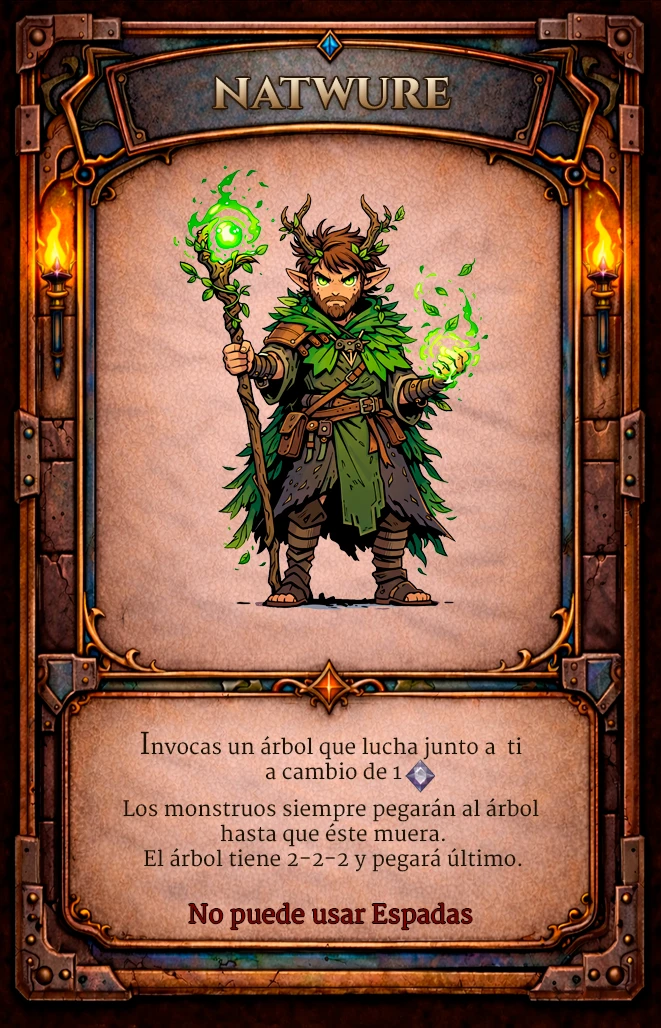 NATWURE
Invocas un árbol que lucha junto a ti
a cambio de 1
Los monstruos siempre pegarán al árbol
hasta que éste muera.
El árbol tiene 2-2-2 y pegará último.
No puede usar Espadas